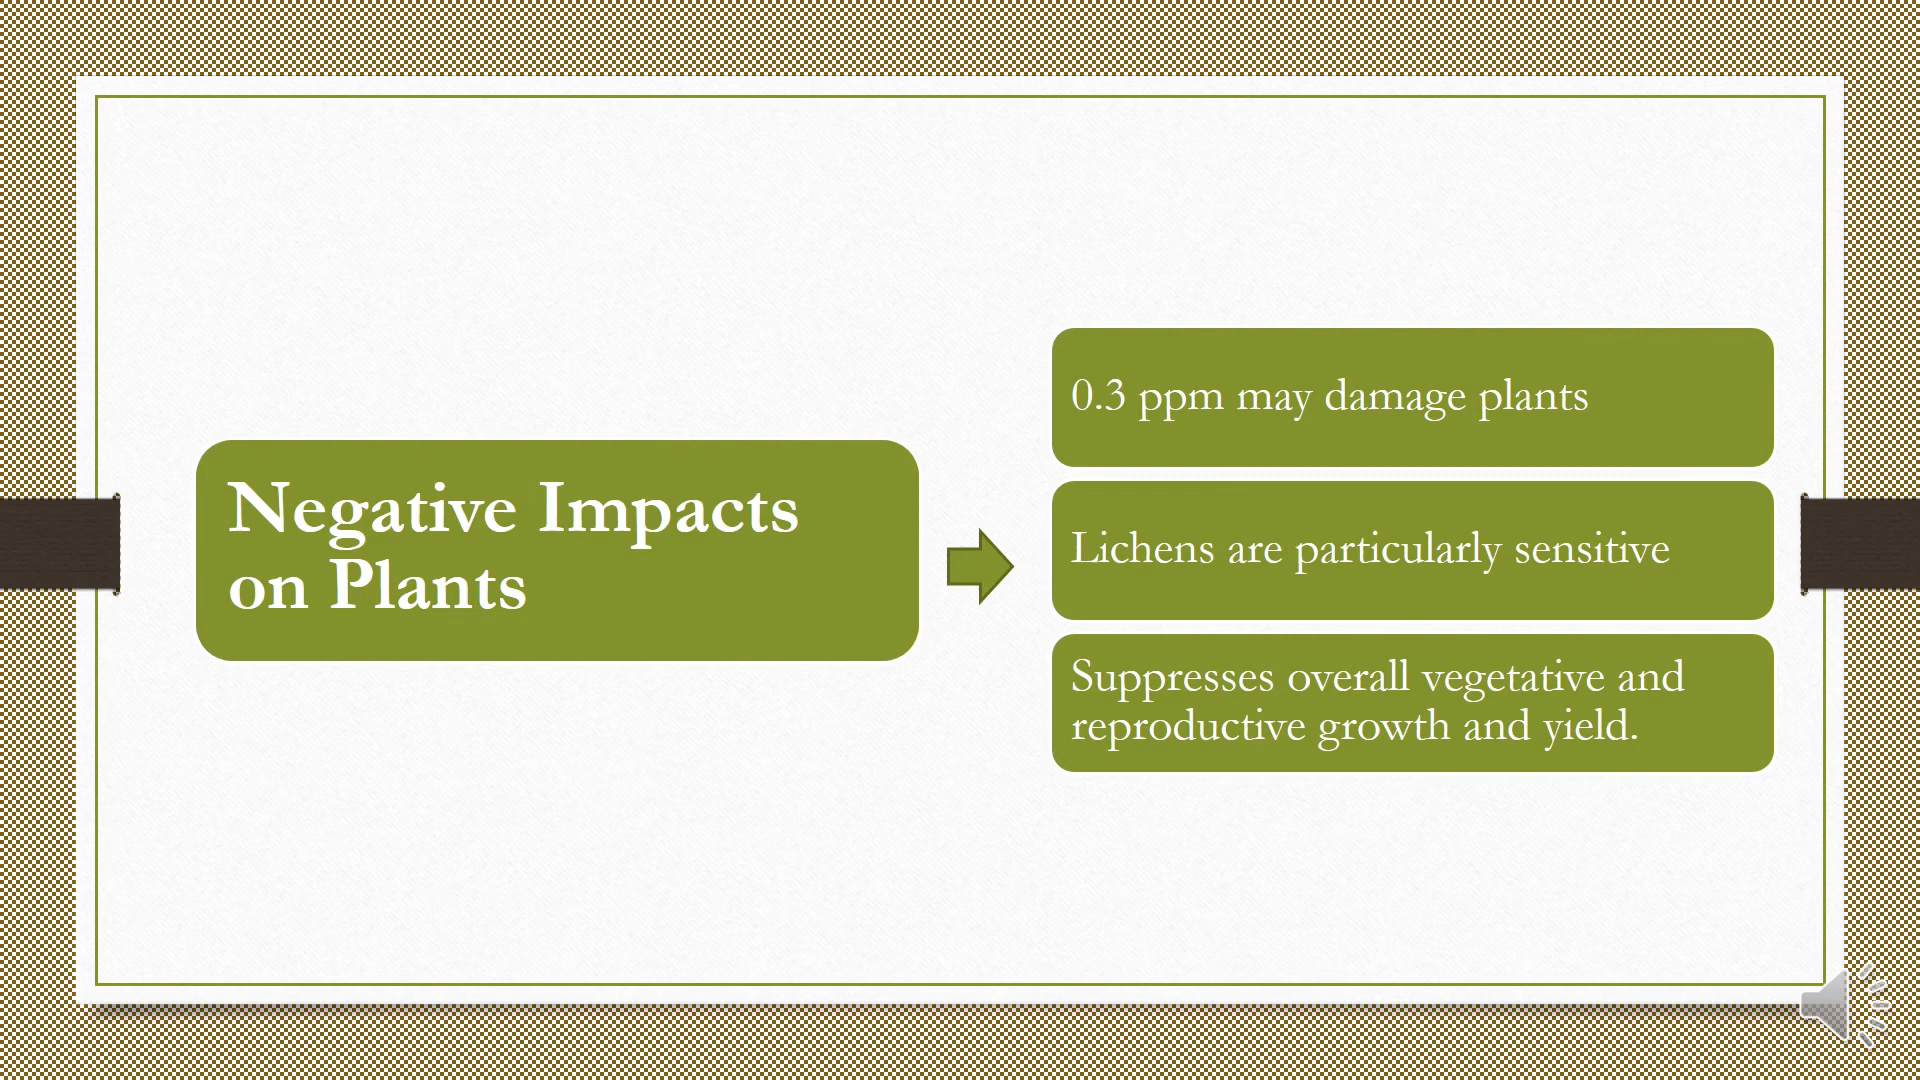 Negative Impacts
on Plants
0.3 ppm may damage plants
Lichens are particularly sensitive
Suppresses overall vegetative and
reproductive growth and yield.